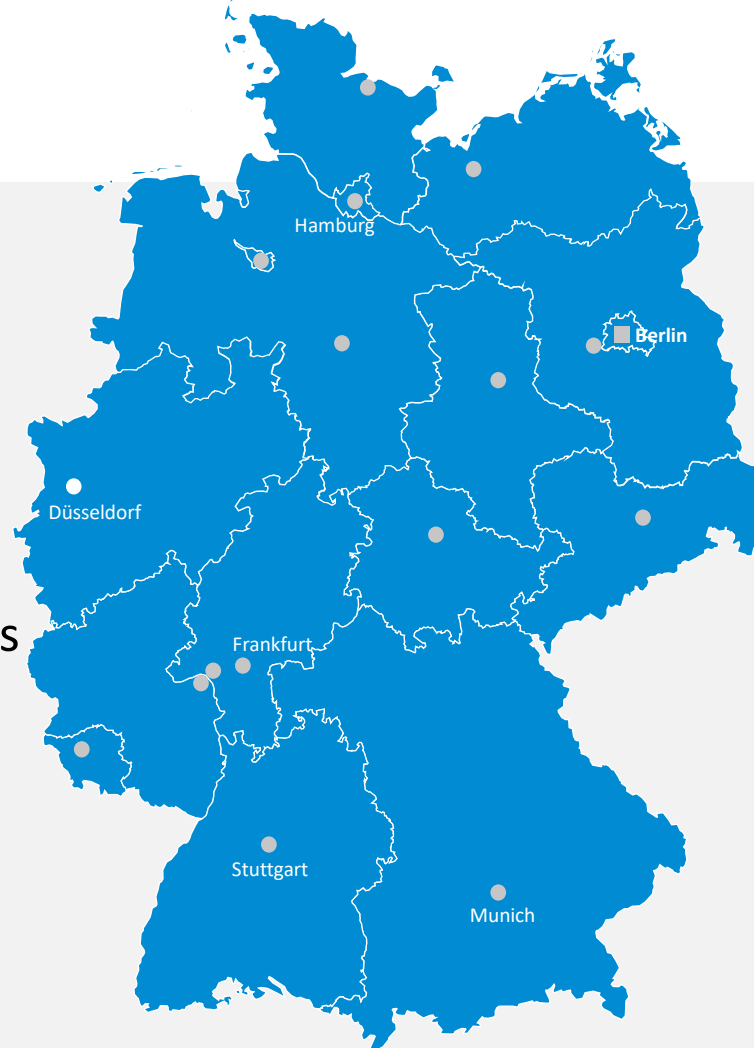 Hamburg
Berlin
Düsseldorf
s
Frankfurt
Stuttgart
Munich